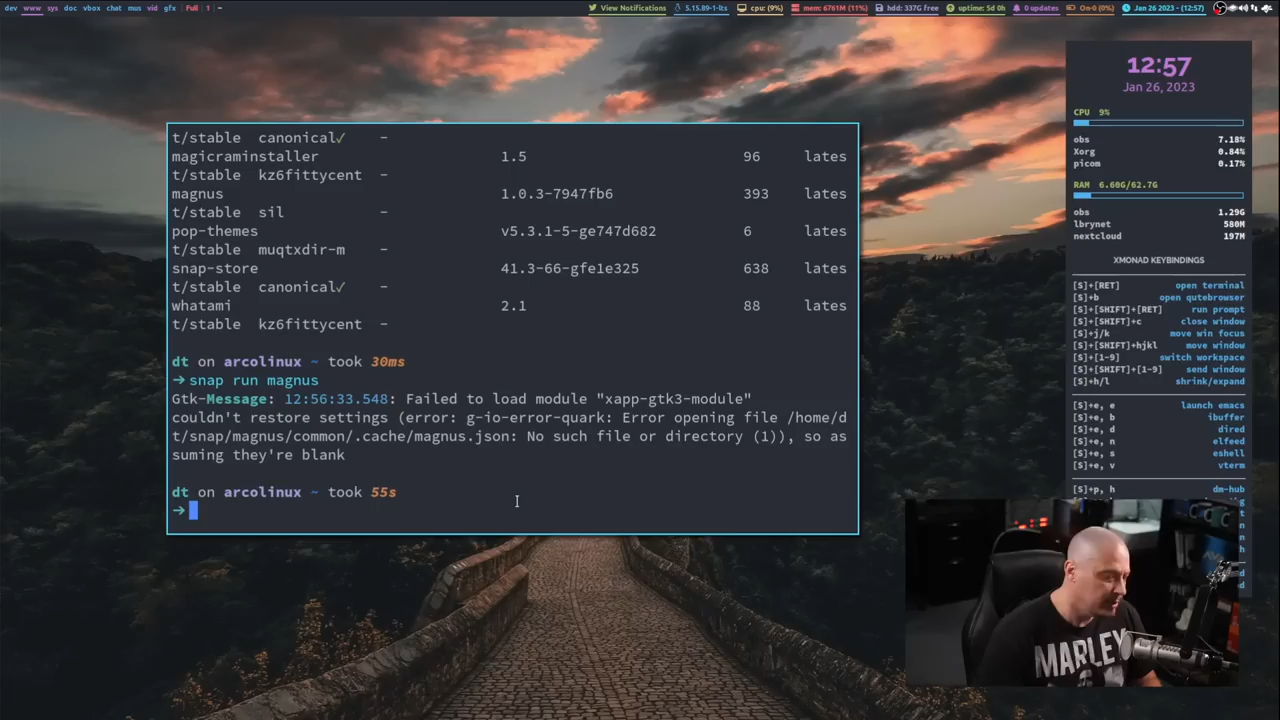 dev www sys doc vbox chat mus vid gfx Full 1 ~
View Notifications 5.15.89-1-lts cpu: (9%) mem: 6761M (11%) hdd: 337G free uptime: 5d 0h 0 updates On-0 (0%) Jan 26 2023 - (12:57)
t/stable canonical✓ -
magicraminstaller 1.5 96 lates
t/stable kz6fittycent -
magnus 1.0.3-7947fb6 393 lates
t/stable sil -
pop-themes v5.3.1-5-ge747d682 6 lates
t/stable muqtxdir-m -
snap-store 41.3-66-gfe1e325 638 lates
t/stable canonical✓ -
whatami 2.1 88 lates
t/stable kz6fittycent -
dt on arcolinux ~ took 30ms
➔ snap run magnus
Gtk-Message: 12:56:33.548: Failed to load module "xapp-gtk3-module"
couldn't restore settings (error: g-io-error-quark: Error opening file /home/d
t/snap/magnus/common/.cache/magnus.json: No such file or directory (1)), so as
suming they're blank
dt on arcolinux ~ took 55s
➔
12:57
Jan 26, 2023
CPU 9%
obs 7.18%
Xorg 0.84%
picom 0.17%
RAM 6.60G/62.7G
obs 1.29G
lbrynet 580M
nextcloud 197M
XMONAD KEYBINDINGS
[S]+[RET] open terminal
[S]+b open qutebrowser
[S]+[SHIFT]+[RET] run prompt
[S]+[SHIFT]+c close window
[S]+j/k move win focus
[S]+[SHIFT]+hjkl move window
[S]+[1-9] switch workspace
[S]+[SHIFT]+[1-9] send window
[S]+h/l shrink/expand
[S]+e, e launch emacs
[S]+e, b ibuffer
[S]+e, d dired
[S]+e, n elfeed
[S]+e, s eshell
[S]+e, v vterm
[S]+p, h dm-hub
MARLEY